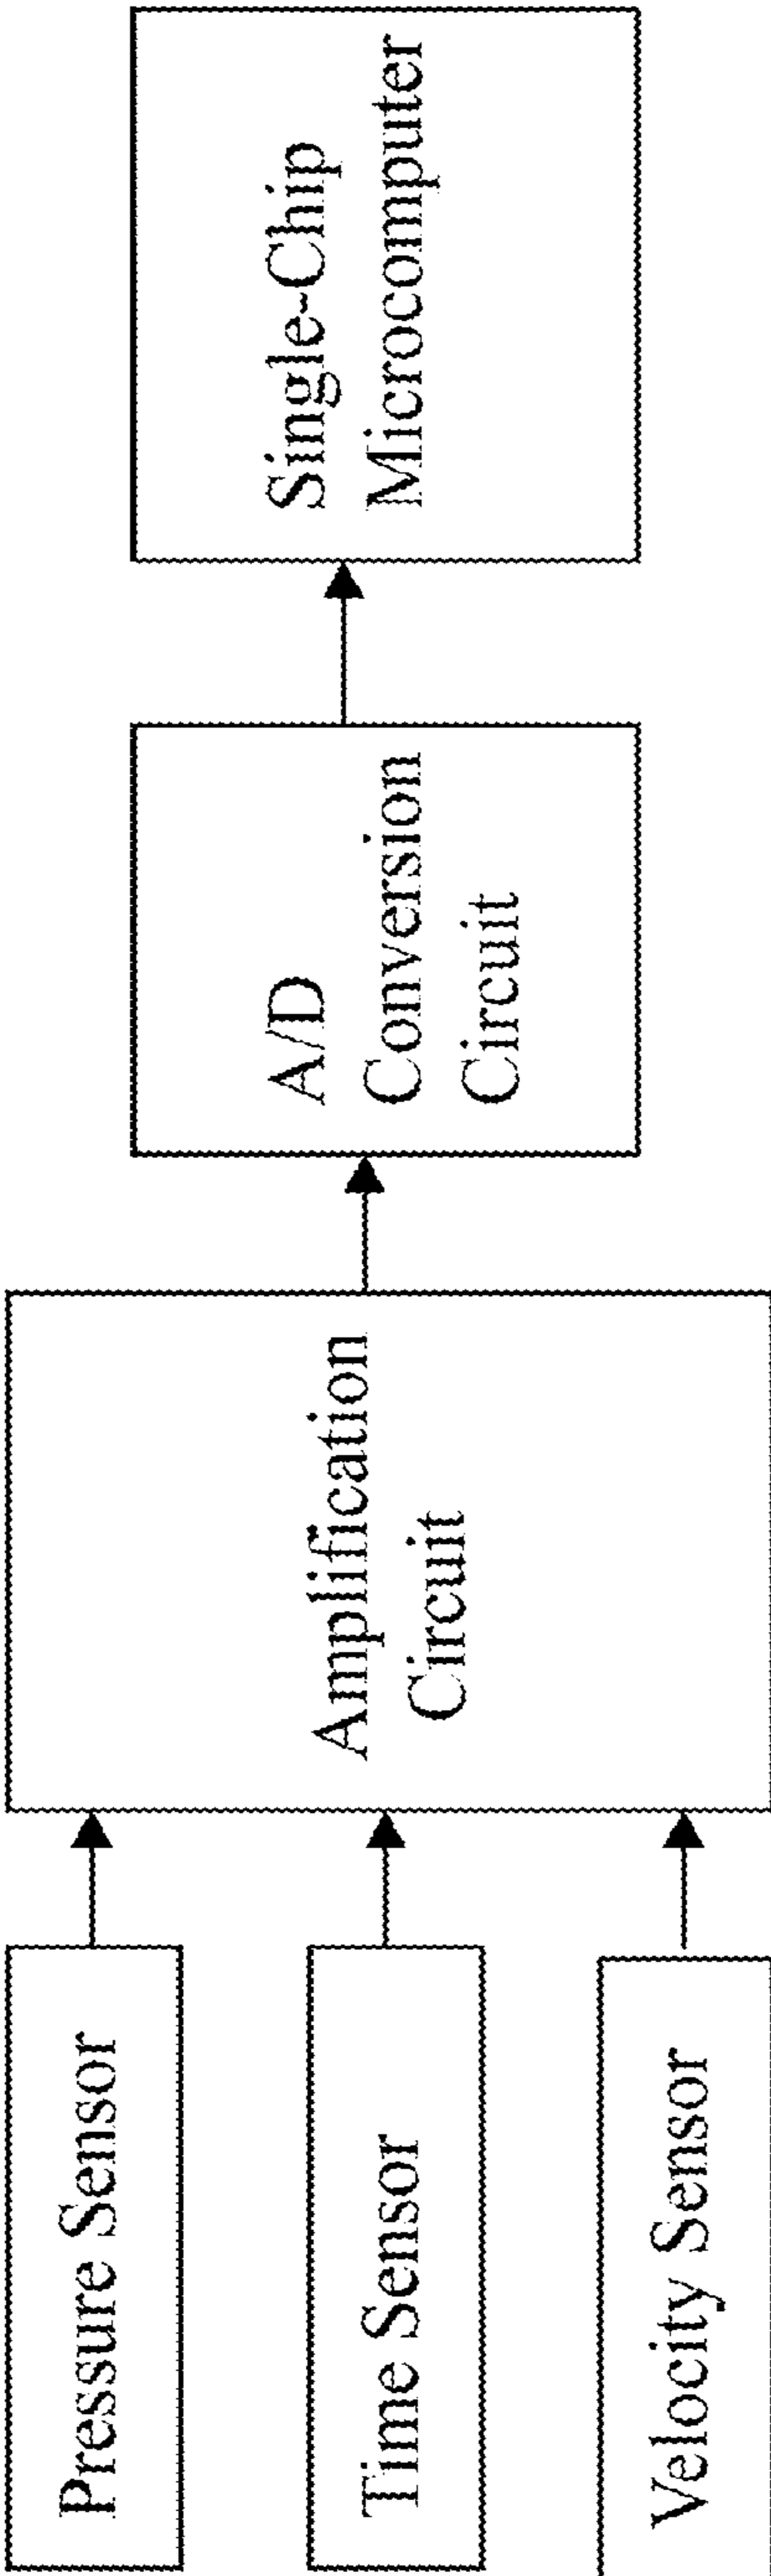 Pressure Sensor
Time Sensor
Velocity Sensor
Amplification
Circuit
A/D
Conversion
Circuit
Single-Chip
Microcomputer